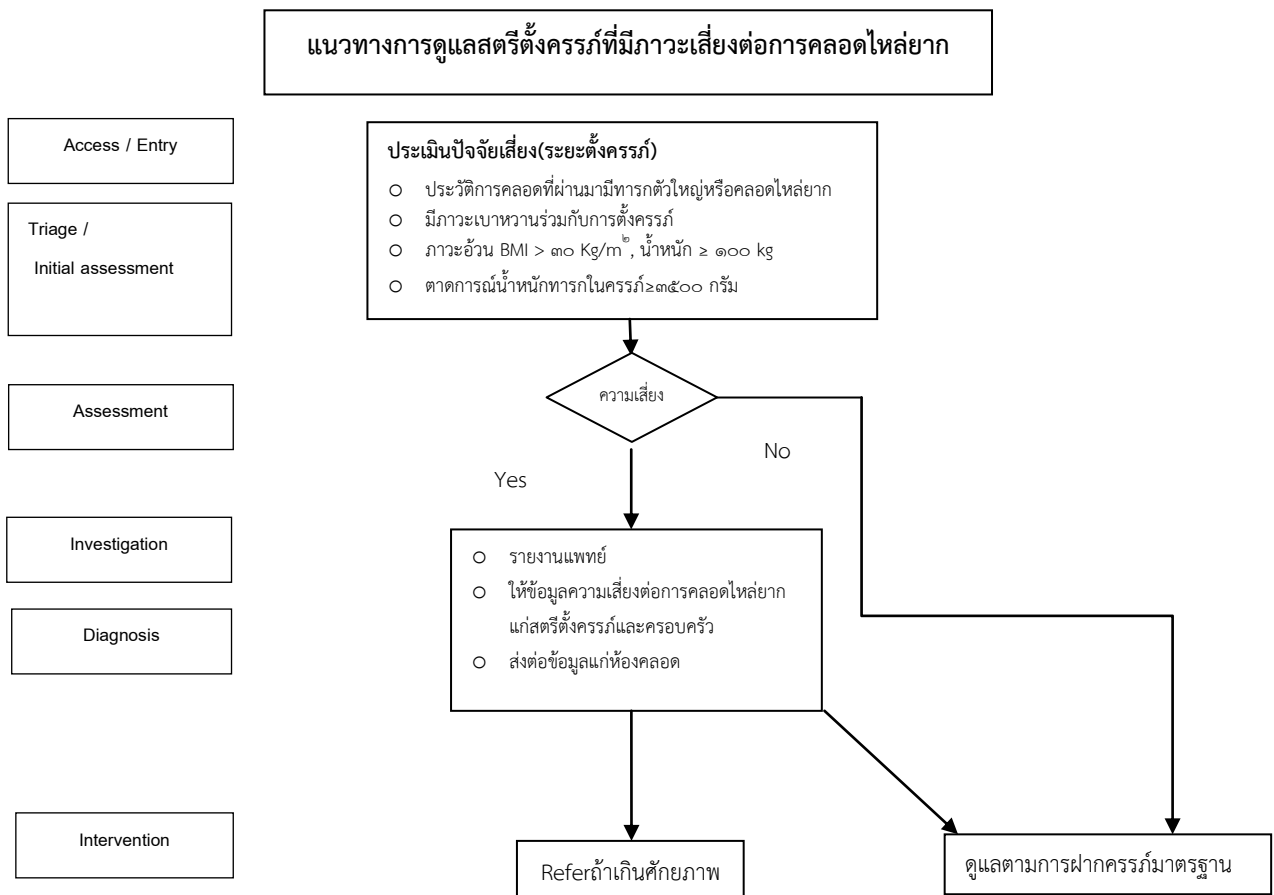 แนวทางการดูแลสตรีตั้งครรภ์ที่มีภาวะเสี่ยงต่อการคลอดไหล่ยาก
Access / Entry
ประเมินปัจจัยเสี่ยง(ระยะตั้งครรภ์)
○ ประวัติการคลอดที่ผ่านมามีทารกตัวใหญ่หรือคลอดไหล่ยาก
○ มีภาวะเบาหวานร่วมกับการตั้งครรภ์
○ ภาวะอ้วน BMI > ๓๐ Kg/m๒, น้ำหนัก ≥ ๑๐๐ kg
○ ตาดการณ์น้ำหนักทารกในครรภ์≥๓๕๐๐ กรัม
Triage /
Initial assessment
Assessment
ความเสี่ยง
No
Yes
Investigation
○ รายงานแพทย์
○ ให้ข้อมูลความเสี่ยงต่อการคลอดไหล่ยาก
แก่สตรีตั้งครรภ์และครอบครัว
○ ส่งต่อข้อมูลแก่ห้องคลอด
Diagnosis
Intervention
Referถ้าเกินศักยภาพ
ดูแลตามการฝากครรภ์มาตรฐาน